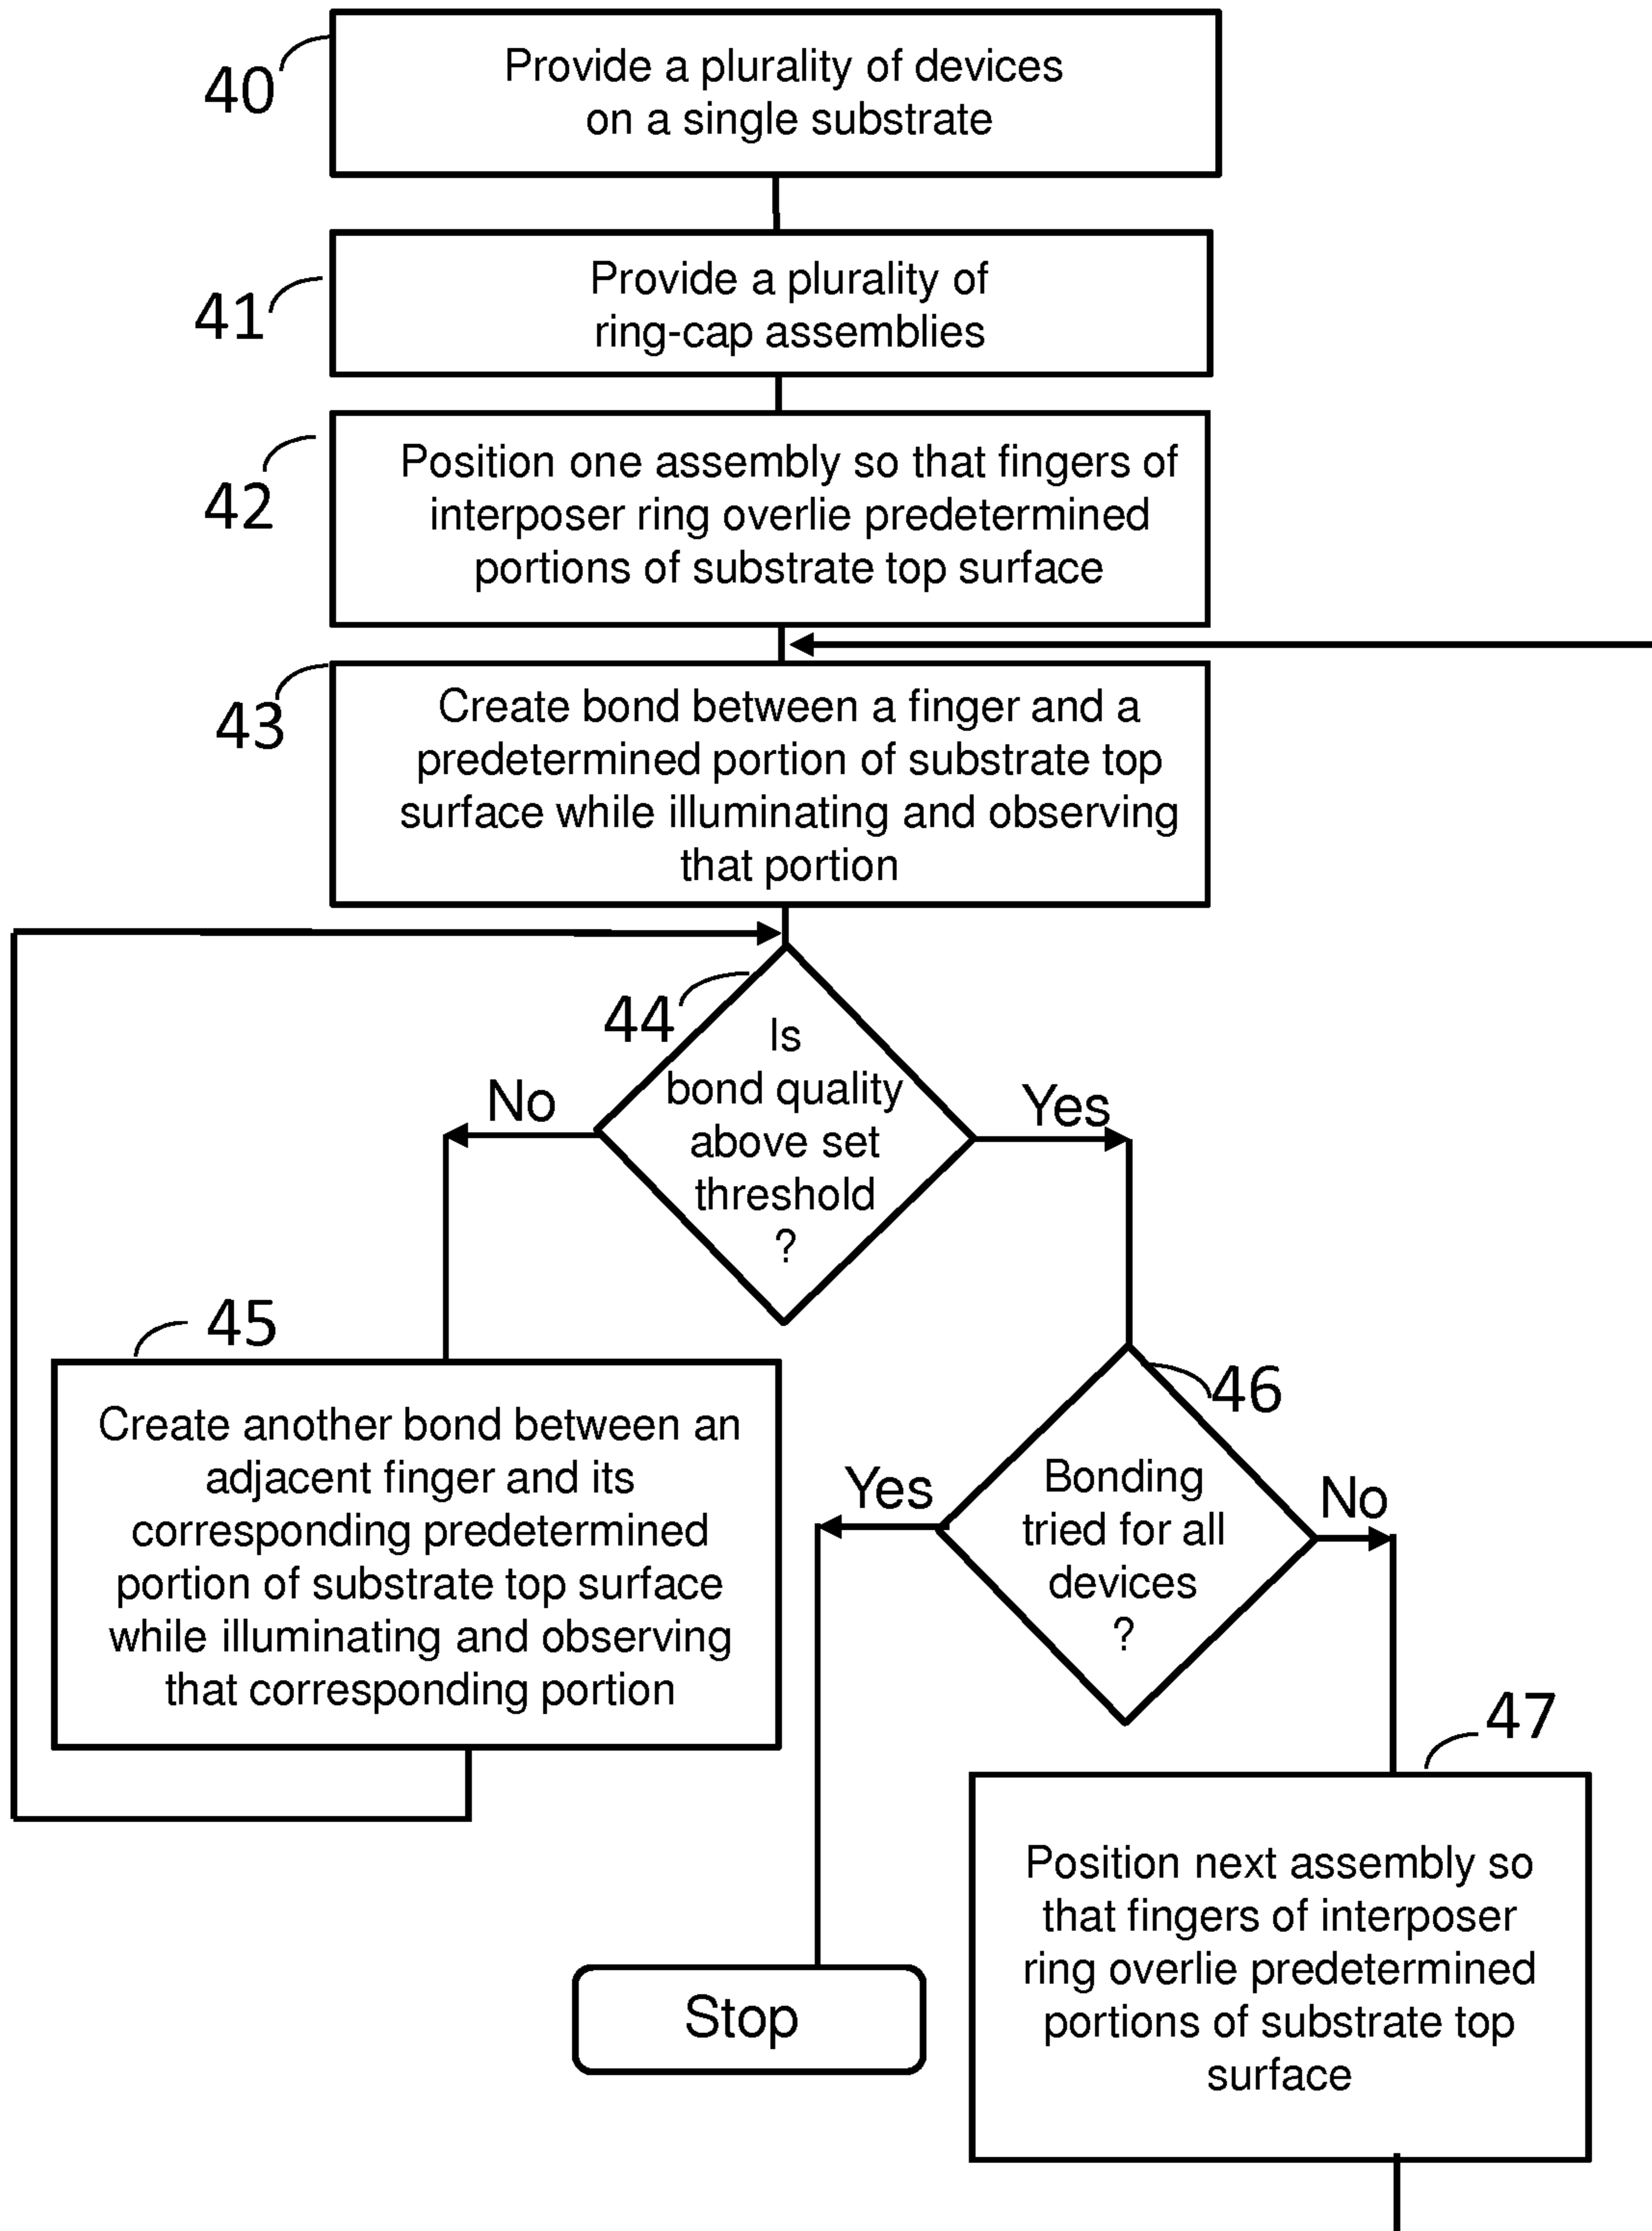 40
Provide a plurality of devices
on a single substrate
41
Provide a plurality of
ring-cap assemblies
42
Position one assembly so that fingers of
interposer ring overlie predetermined
portions of substrate top surface
43
Create bond between a finger and a
predetermined portion of substrate top
surface while illuminating and observing
that portion
44
Is
bond quality
above set
threshold
?
No
Yes
45
Create another bond between an
adjacent finger and its
corresponding predetermined
portion of substrate top surface
while illuminating and observing
that corresponding portion
46
Bonding
tried for all
devices
?
Yes
No
47
Position next assembly so
that fingers of interposer
ring overlie predetermined
portions of substrate top
surface
Stop